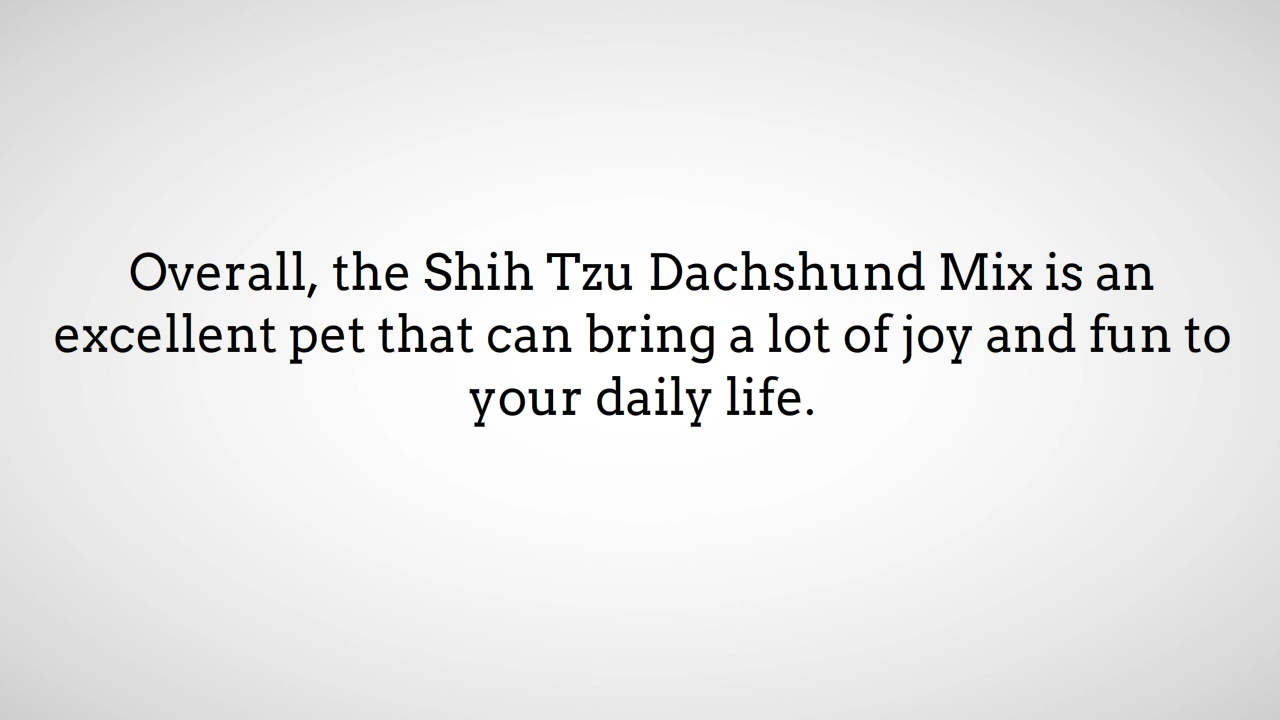 Overall, the Shih Tzu Dachshund Mix is an
excellent pet that can bring a lot of joy and fun to
your daily life.